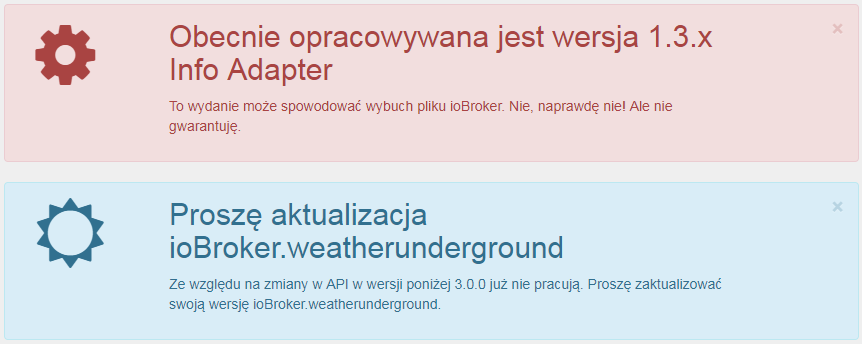 Obecnie opracowywana jest wersja 1.3.x
Info Adapter
To wydanie może spowodować wybuch pliku ioBroker. Nie, naprawdę nie! Ale nie
gwarantuję.
Proszę aktualizacja
ioBroker.weatherunderground
Ze względu na zmiany w API w wersji poniżej 3.0.0 już nie pracują. Proszę zaktualizować
swoją wersję ioBroker.weatherunderground.